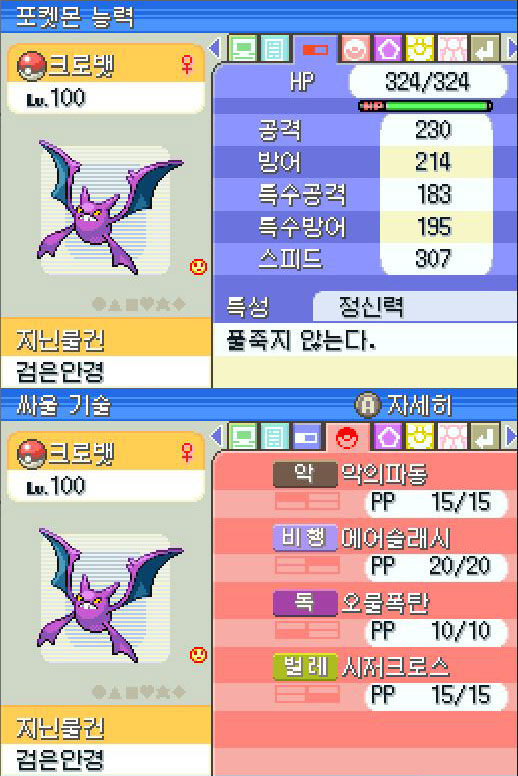 포켓몬 능력
크로뱃 ♀
Lv.100
HP 324/324
HP
공격 230
방어 214
특수공격 183
특수방어 195
스피드 307
특성 정신력
풀죽지 않는다.
지닌물건
검은안경
싸울 기술
A 자세히
크로뱃 ♀
Lv.100
악 악의파동
PP 15/15
비행 에어슬래시
PP 20/20
독 오물폭탄
PP 10/10
벌레 시저크로스
PP 15/15
지닌물건
검은안경